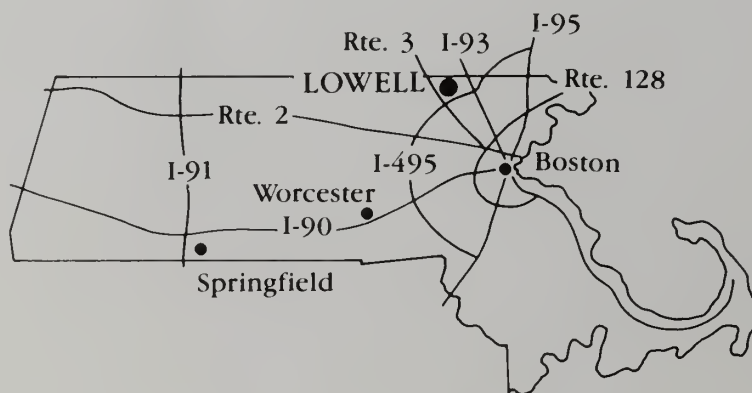 I-95
Rte. 3
I-93
LOWELL
Rte. 128
Rte. 2
I-91
I-495
Boston
Worcester
I-90
Springfield